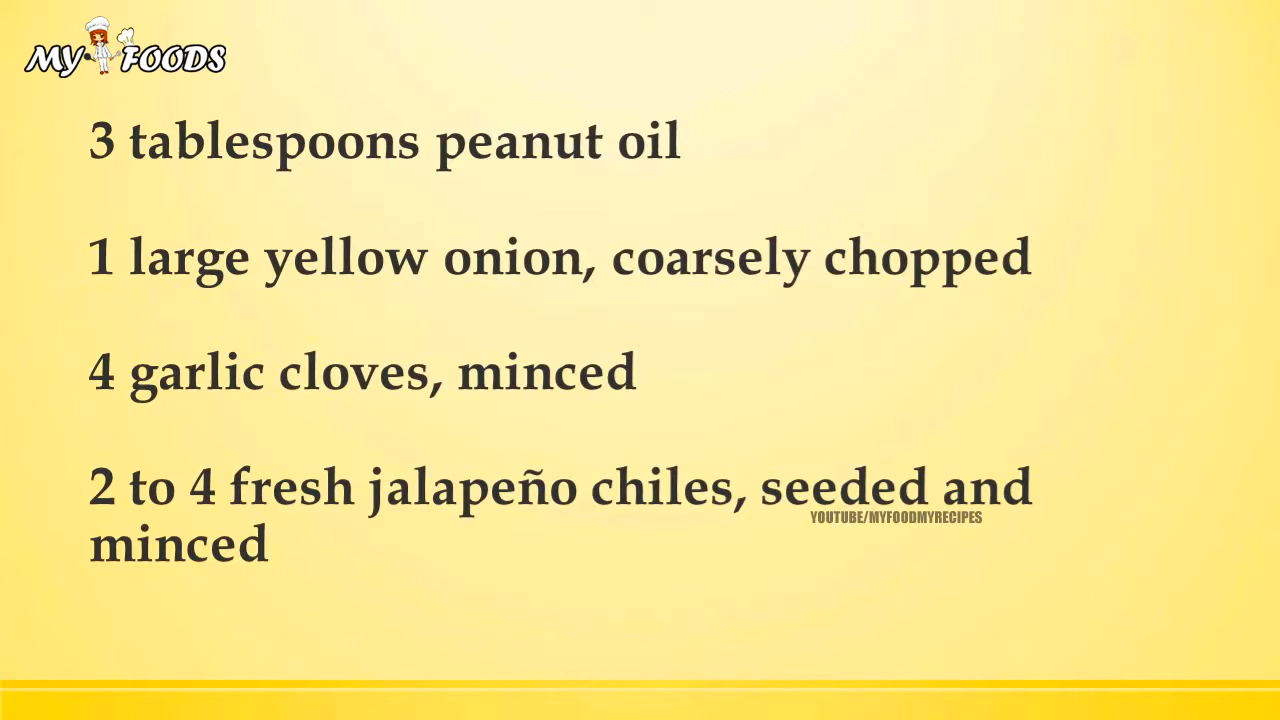 MY FOODS
3 tablespoons peanut oil
1 large yellow onion, coarsely chopped
4 garlic cloves, minced
2 to 4 fresh jalapeño chiles, seeded and
YOUTUBE/MYFOODMYRECIPES
minced